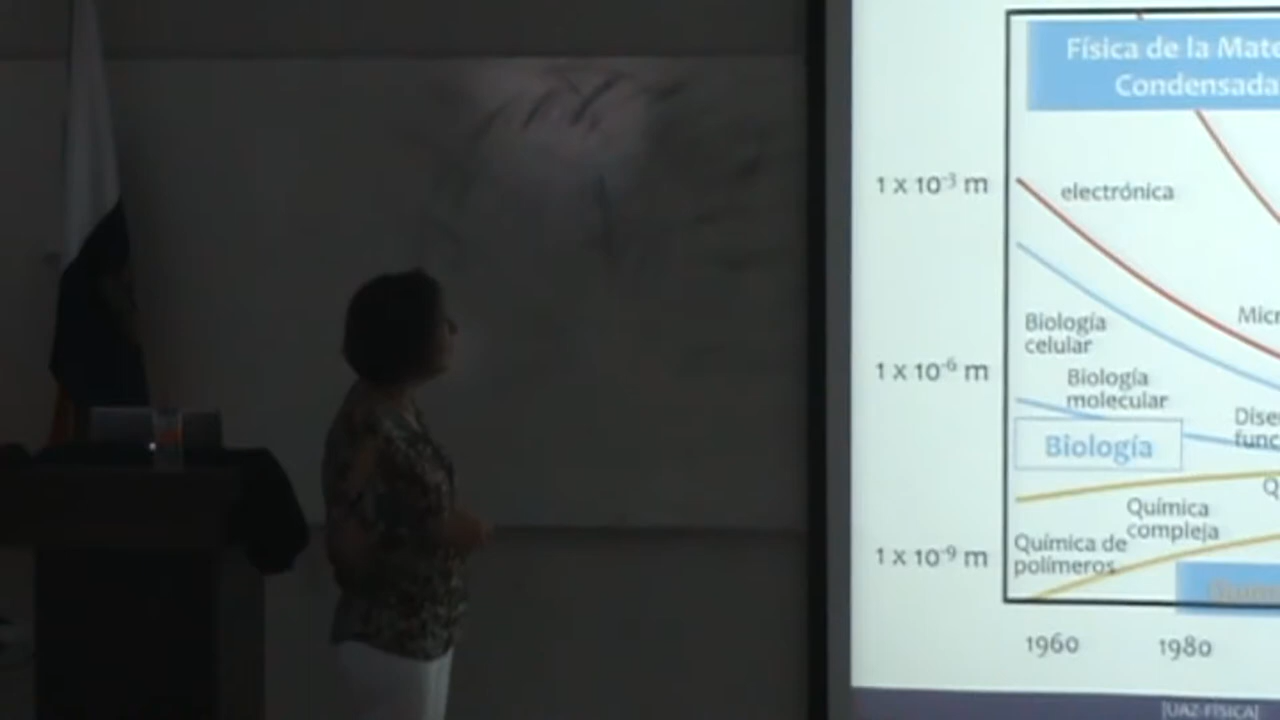 Física de la Mate
Condensada
1 x 10⁻³ m
electrónica
Micr
Biología
celular
1 x 10⁻⁶ m
Biología
molecular
Dise
func
Biología
Q
Química
compleja
Química de
polímeros
1 x 10⁻⁹ m
1960
1980
[UAZ-FÍSICA]